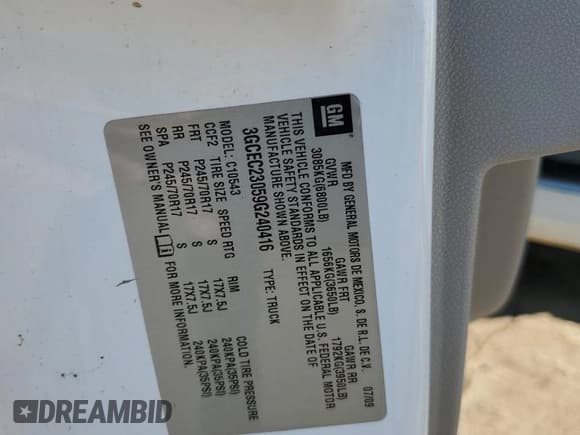 GM
MFD BY GENERAL MOTORS DE MEXICO, S. DE R.L. DE C.V. 07/09
GVWR GAWR FRT GAWR RR
3085KG(6800LB) 1656KG(3650LB) 1792KG(3950LB)
THIS VEHICLE CONFORMS TO ALL APPLICABLE U.S. FEDERAL MOTOR
VEHICLE SAFETY STANDARDS IN EFFECT ON THE DATE OF
MANUFACTURE SHOWN ABOVE.
3GCEC23059G240416 TYPE: TRUCK
MODEL: C10543
CCF2 TIRE SIZE SPEED RTG RIM COLD TIRE PRESSURE
FRT P245/70R17 S 17X7.5J 240KPA(35PSI)
RR P245/70R17 S 17X7.5J 240KPA(35PSI)
SPA P245/70R17 S 17X7.5J 240KPA(35PSI)
SEE OWNER'S MANUAL FOR MORE INFORMATION.
DREAMBID